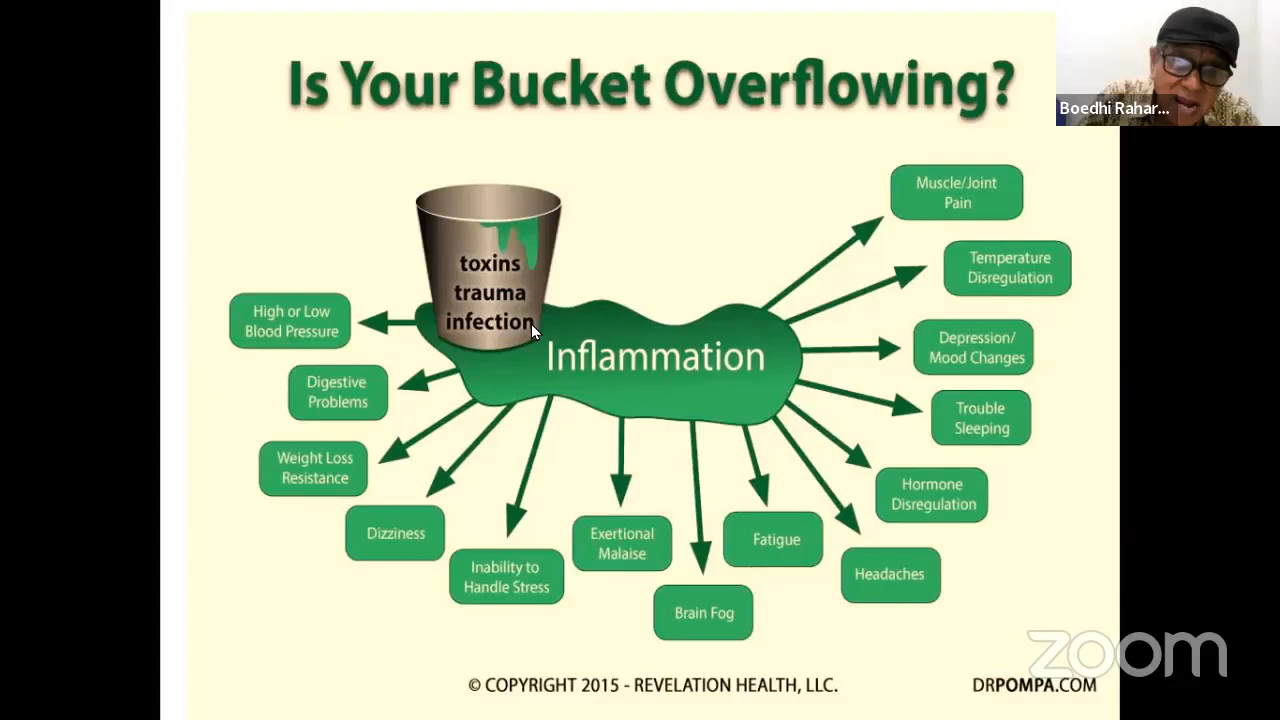 Is Your Bucket Overflowing?
Boedhi Rahar...
toxins
trauma
infection
Inflammation
Muscle/Joint
Pain
Temperature
Disregulation
Depression/
Mood Changes
Trouble
Sleeping
Hormone
Disregulation
Headaches
Fatigue
Brain Fog
Exertional
Malaise
Inability to
Handle Stress
Dizziness
Weight Loss
Resistance
Digestive
Problems
High or Low
Blood Pressure
zoom
© COPYRIGHT 2015 - REVELATION HEALTH, LLC.
DRPOMPA.COM